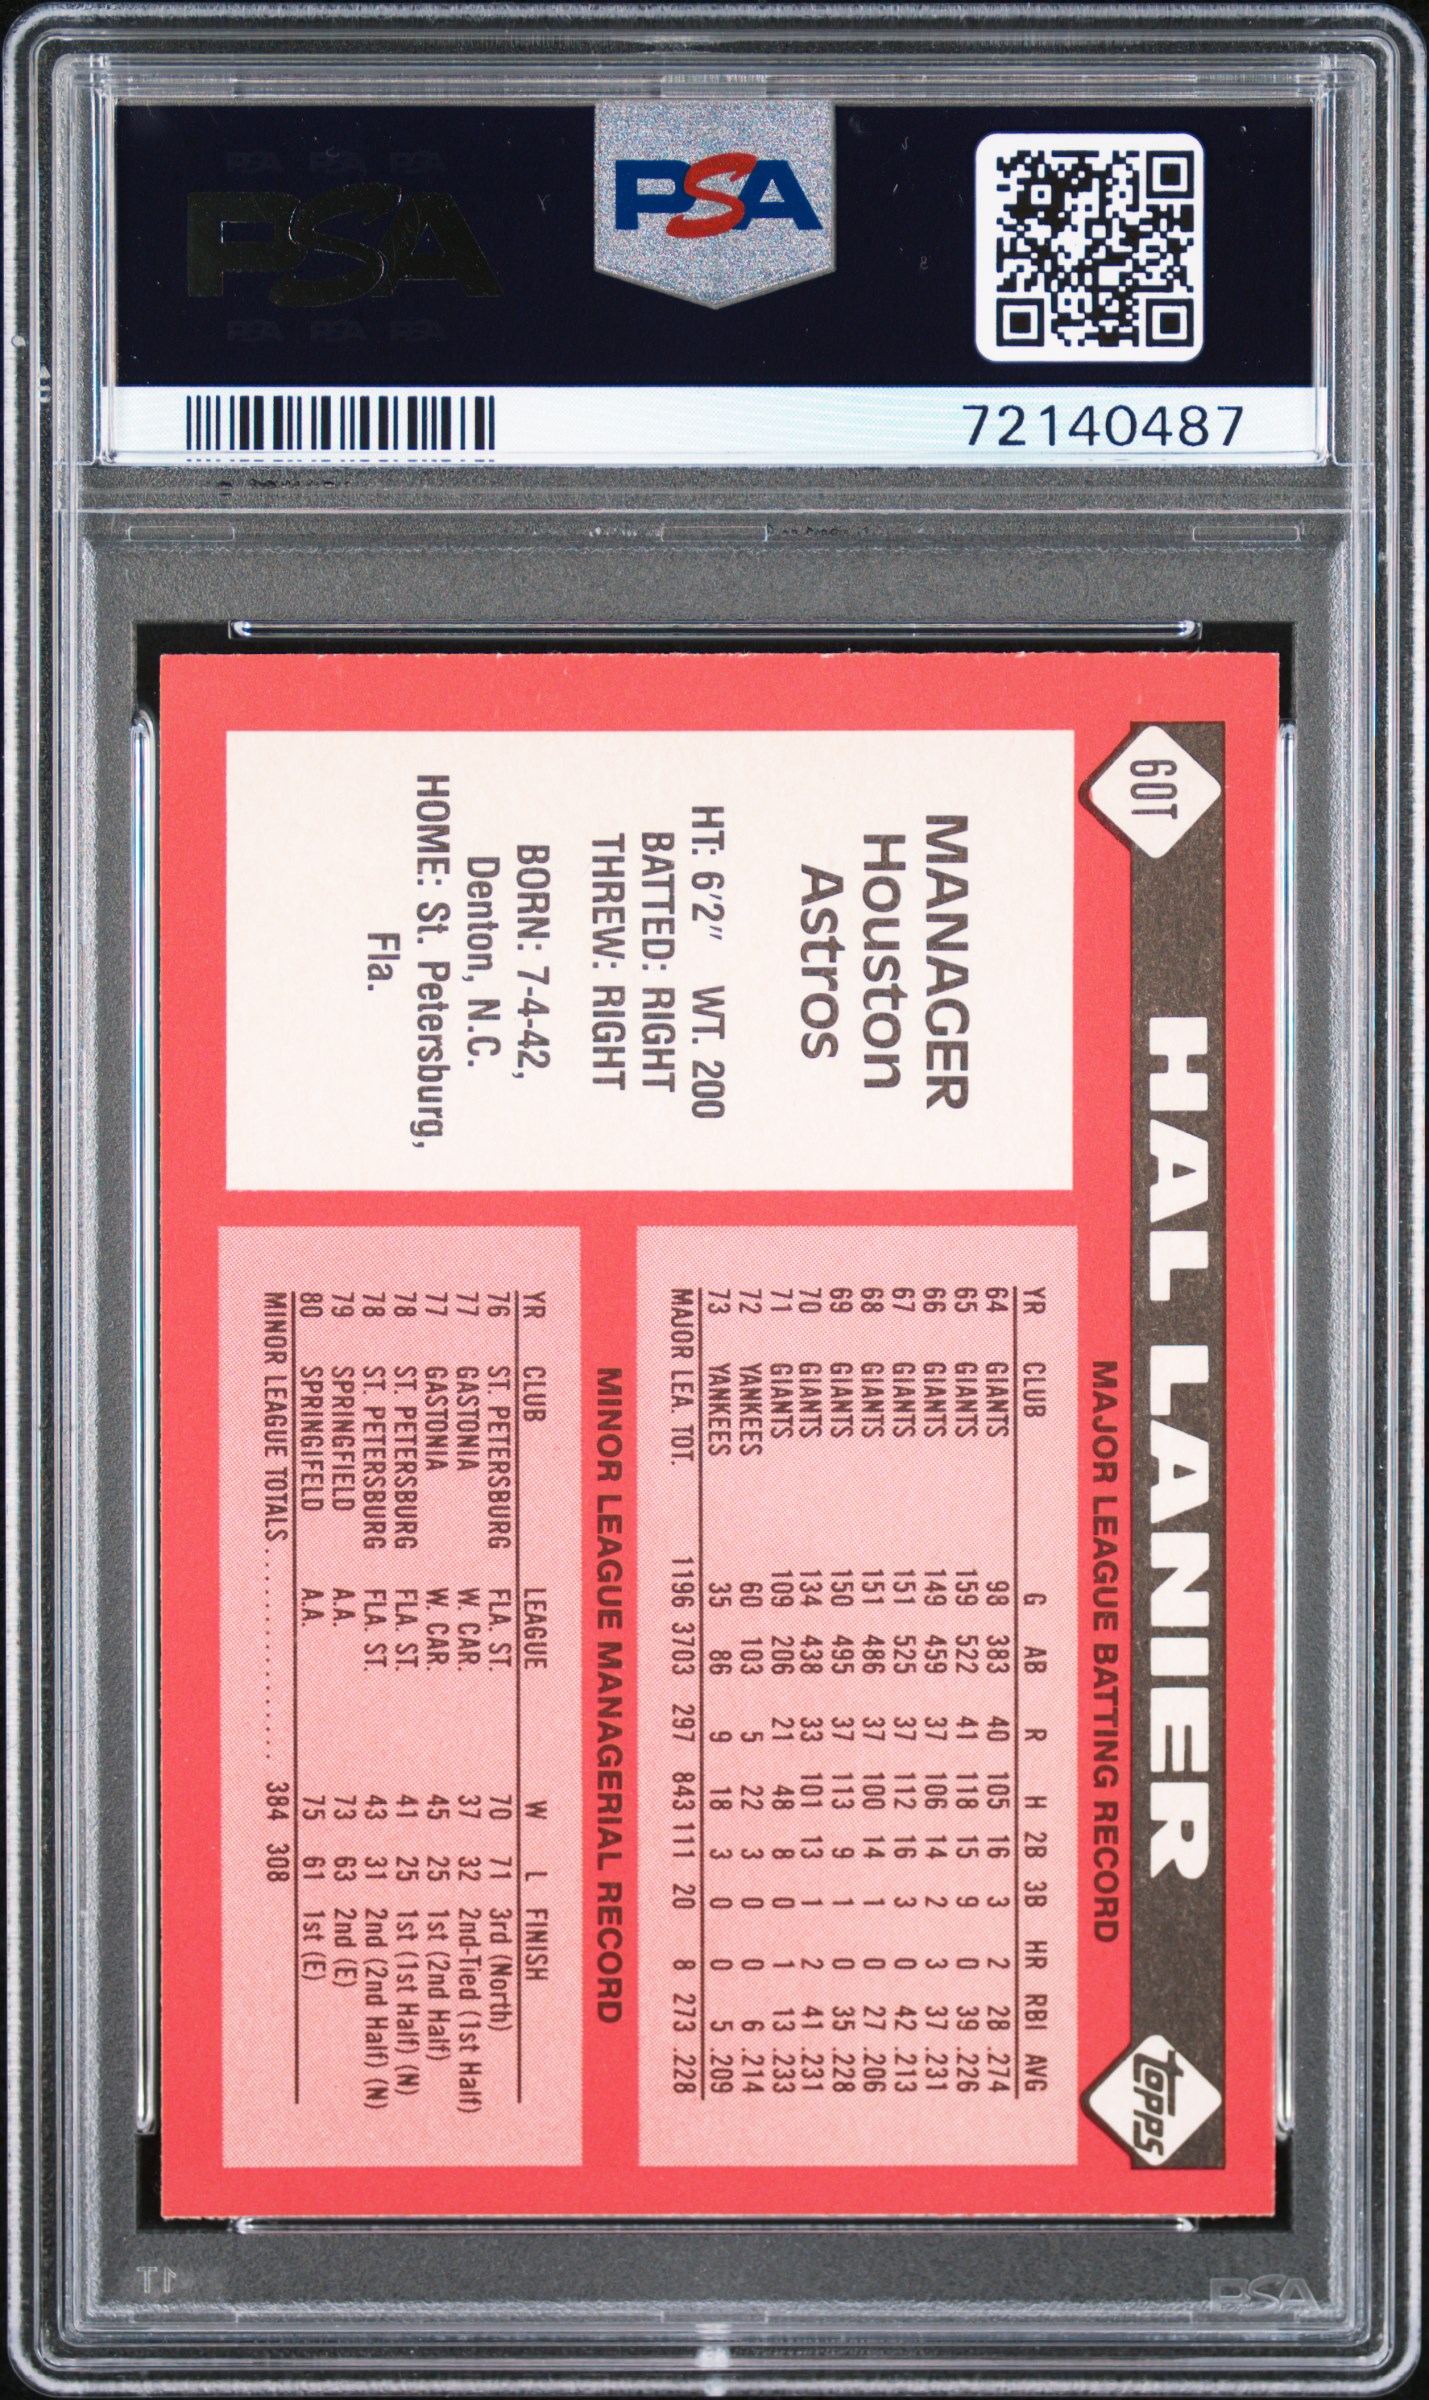 PSA
PSA
72140487
60T
HAL LANIER
topps
MANAGER
Houston
Astros
HT: 6'2" WT. 200
BATTED: RIGHT
THREW: RIGHT
BORN: 7-4-42,
Denton, N.C.
HOME: St. Petersburg,
Fla.
MAJOR LEAGUE BATTING RECORD
YR CLUB G AB R H 2B 3B HR RBI AVG
64 GIANTS 98 383 40 105 16 3 2 28 .274
65 GIANTS 159 522 41 118 15 9 0 39 .226
66 GIANTS 149 459 37 106 14 2 3 37 .231
67 GIANTS 151 525 37 112 16 3 0 42 .213
68 GIANTS 151 486 37 100 14 1 0 27 .206
69 GIANTS 150 495 37 113 9 1 0 35 .228
70 GIANTS 134 438 33 101 13 1 2 41 .231
71 GIANTS 109 206 21 48 8 0 1 13 .233
72 YANKEES 60 103 5 22 3 0 0 6 .214
73 YANKEES 35 86 9 18 3 0 0 5 .209
MAJOR LEA. TOT. 1196 3703 297 843 111 20 8 273 .228
MINOR LEAGUE MANAGERIAL RECORD
YR CLUB LEAGUE W L FINISH
76 ST. PETERSBURG FLA. ST. 70 71 3rd (North)
77 GASTONIA W. CAR. 37 32 2nd-Tied (1st Half)
77 GASTONIA W. CAR. 45 25 1st (2nd Half)
78 ST. PETERSBURG FLA. ST. 41 25 1st (1st Half) (N)
78 ST. PETERSBURG FLA. ST. 43 31 2nd (2nd Half) (N)
79 SPRINGFIELD A.A. 73 63 2nd (E)
80 SPRINGIFELD A.A. 75 61 1st (E)
MINOR LEAGUE TOTALS.................. 384 308
PSA